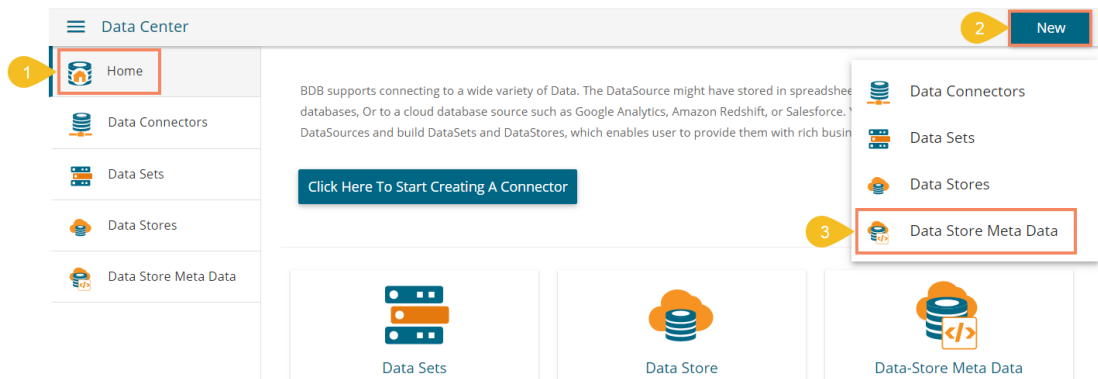 Data Center
2
New
1
Home
Data Connectors
Data Sets
Data Stores
Data Store Meta Data
BDB supports connecting to a wide variety of Data. The DataSource might have stored in
databases, Or to a cloud database source such as Google Analytics, Amazon Redshift, or Salesforce.
DataSources and build DataSets and DataStores, which enables user to provide them with rich
Click Here To Start Creating A Connector
Data Connectors
Data Sets
Data Stores
3
Data Store Meta Data
Data Sets
Data Store
Data-Store Meta Data